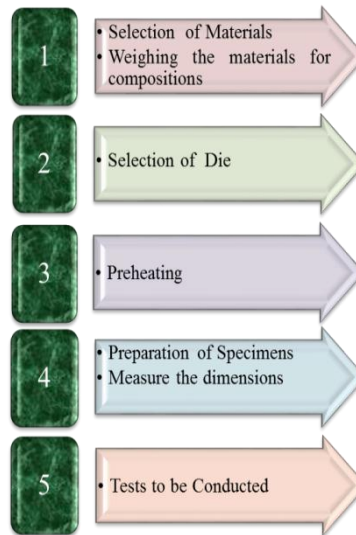 1
• Selection of Materials
• Weighing the materials for
compositions
2
• Selection of Die
3
• Preheating
4
• Preparation of Specimens
• Measure the dimensions
5
• Tests to be Conducted